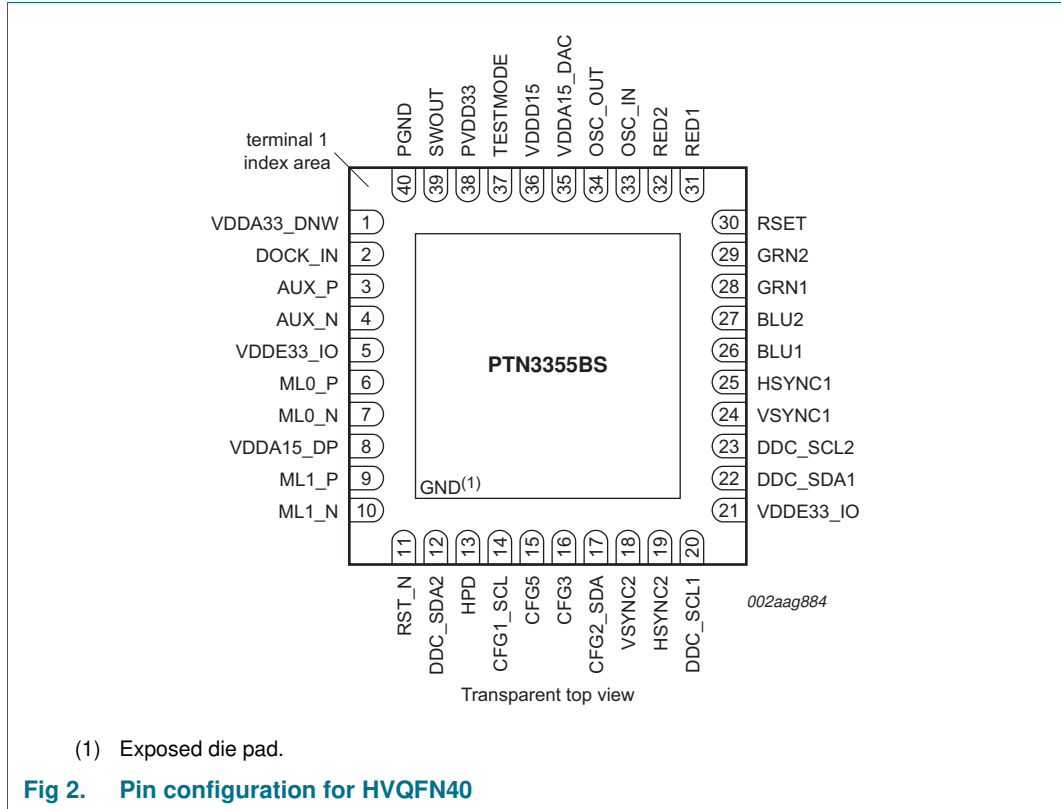 PGND
SWOUT
PVDD33
TESTMODE
VDDD15
VDDA15_DAC
OSC_OUT
OSC_IN
RED2
RED1
terminal 1
index area
40
39
38
37
36
35
34
33
32
31
VDDA33_DNW 1
DOCK_IN 2
AUX_P 3
AUX_N 4
VDDE33_IO 5
ML0_P 6
ML0_N 7
VDDA15_DP 8
ML1_P 9
ML1_N 10
PTN3355BS
GND(1)
30 RSET
29 GRN2
28 GRN1
27 BLU2
26 BLU1
25 HSYNC1
24 VSYNC1
23 DDC_SCL2
22 DDC_SDA1
21 VDDE33_IO
11
12
13
14
15
16
17
18
19
20
RST_N
DDC_SDA2
HPD
CFG1_SCL
CFG5
CFG3
CFG2_SDA
VSYNC2
HSYNC2
DDC_SCL1
002aag884
Transparent top view
(1) Exposed die pad.
Fig 2. Pin configuration for HVQFN40